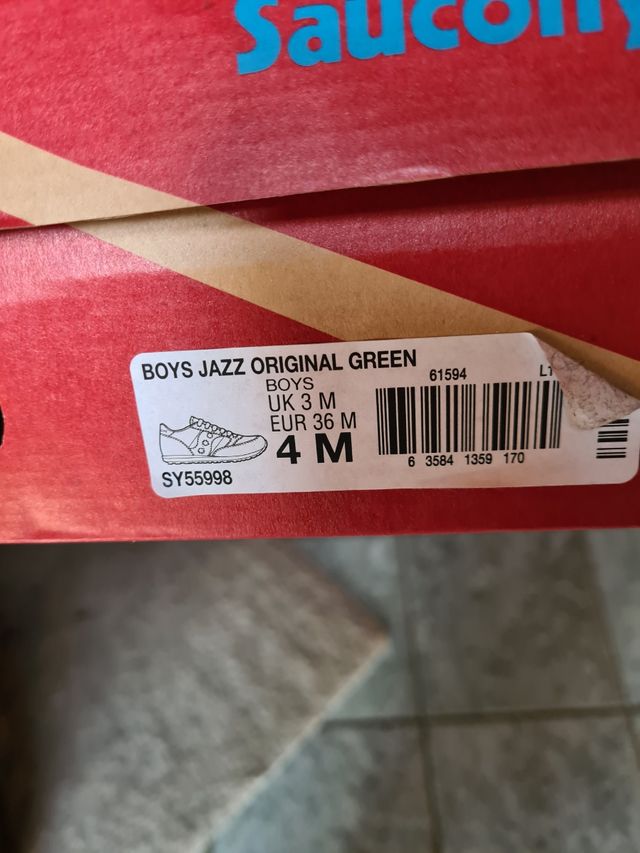 Saucony
BOYS JAZZ ORIGINAL GREEN
BOYS
UK 3 M
EUR 36 M
4 M
SY55998
61594
6 3584 1359 170